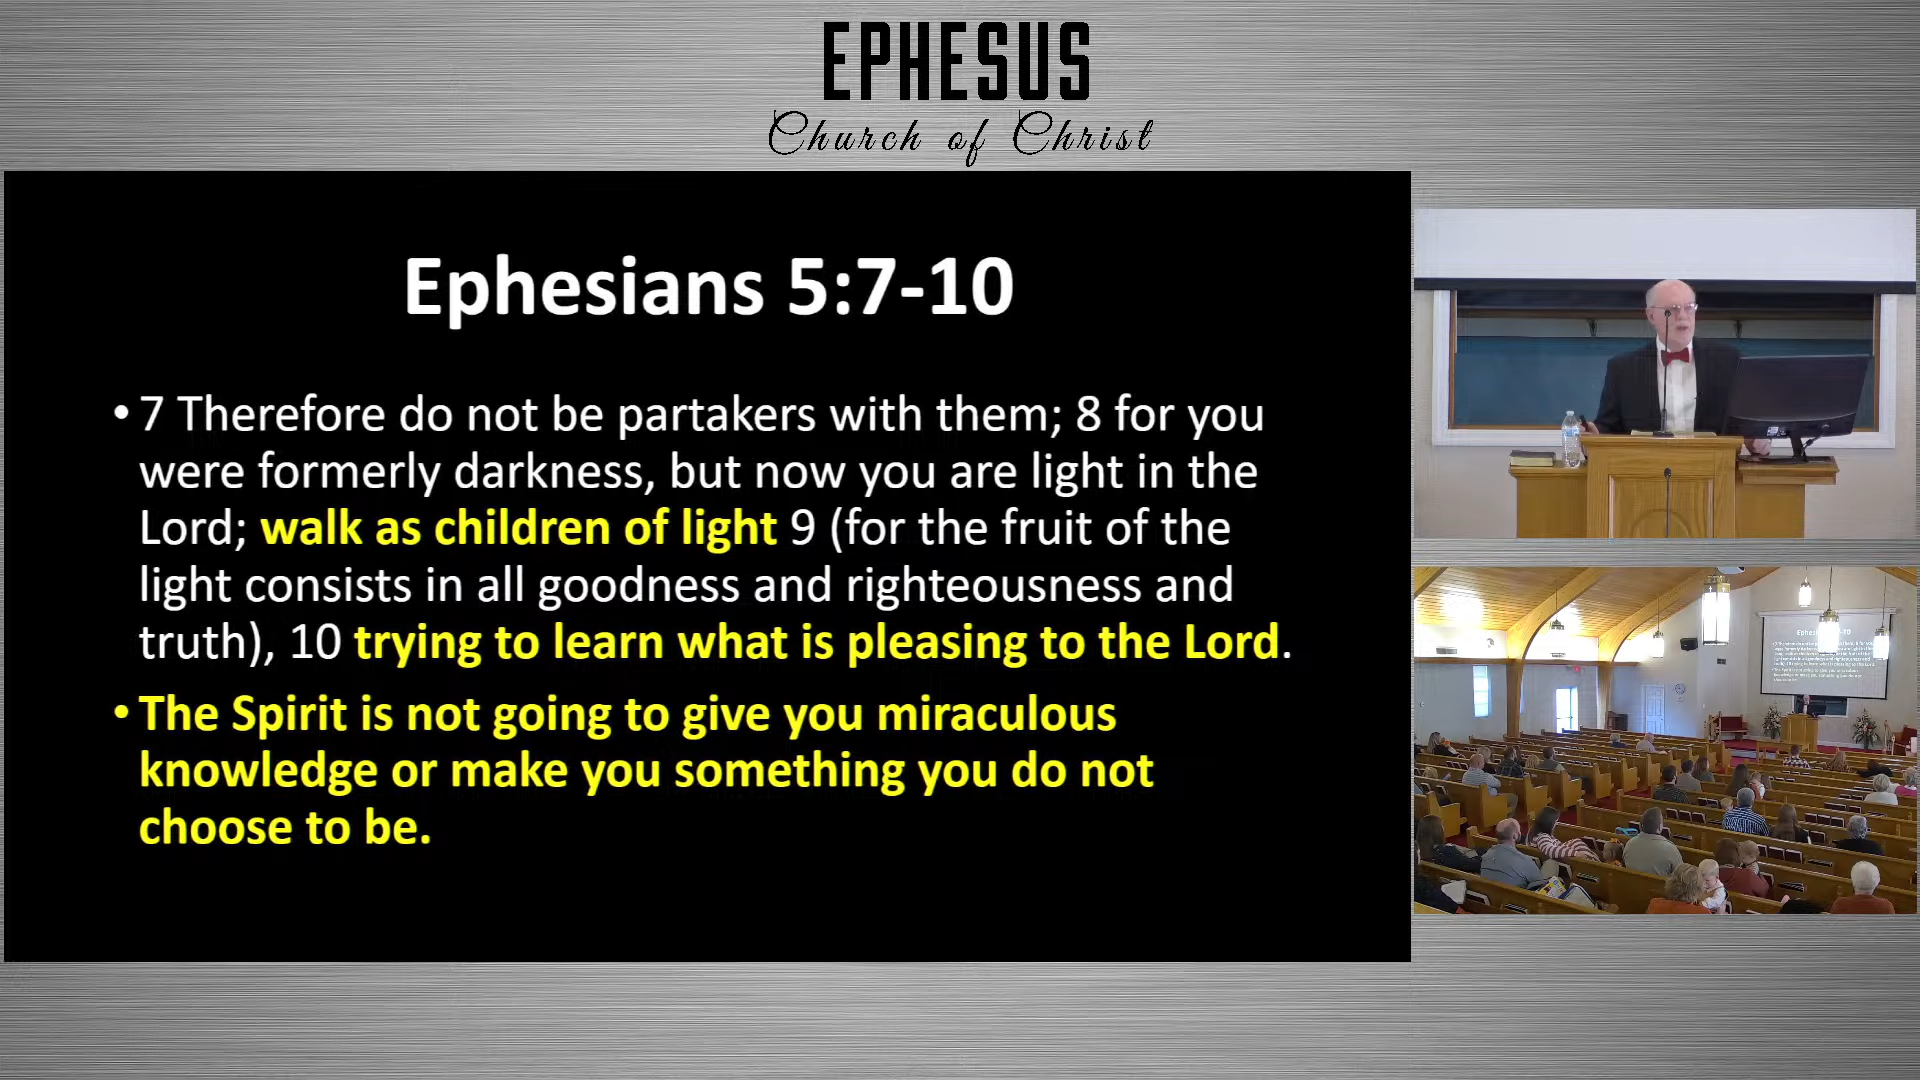 EPHESUS
Church of Christ
Ephesians 5:7-10
• 7 Therefore do not be partakers with them; 8 for you
were formerly darkness, but now you are light in the
Lord; walk as children of light 9 (for the fruit of the
light consists in all goodness and righteousness and
truth), 10 trying to learn what is pleasing to the Lord.
• The Spirit is not going to give you miraculous
knowledge or make you something you do not
choose to be.